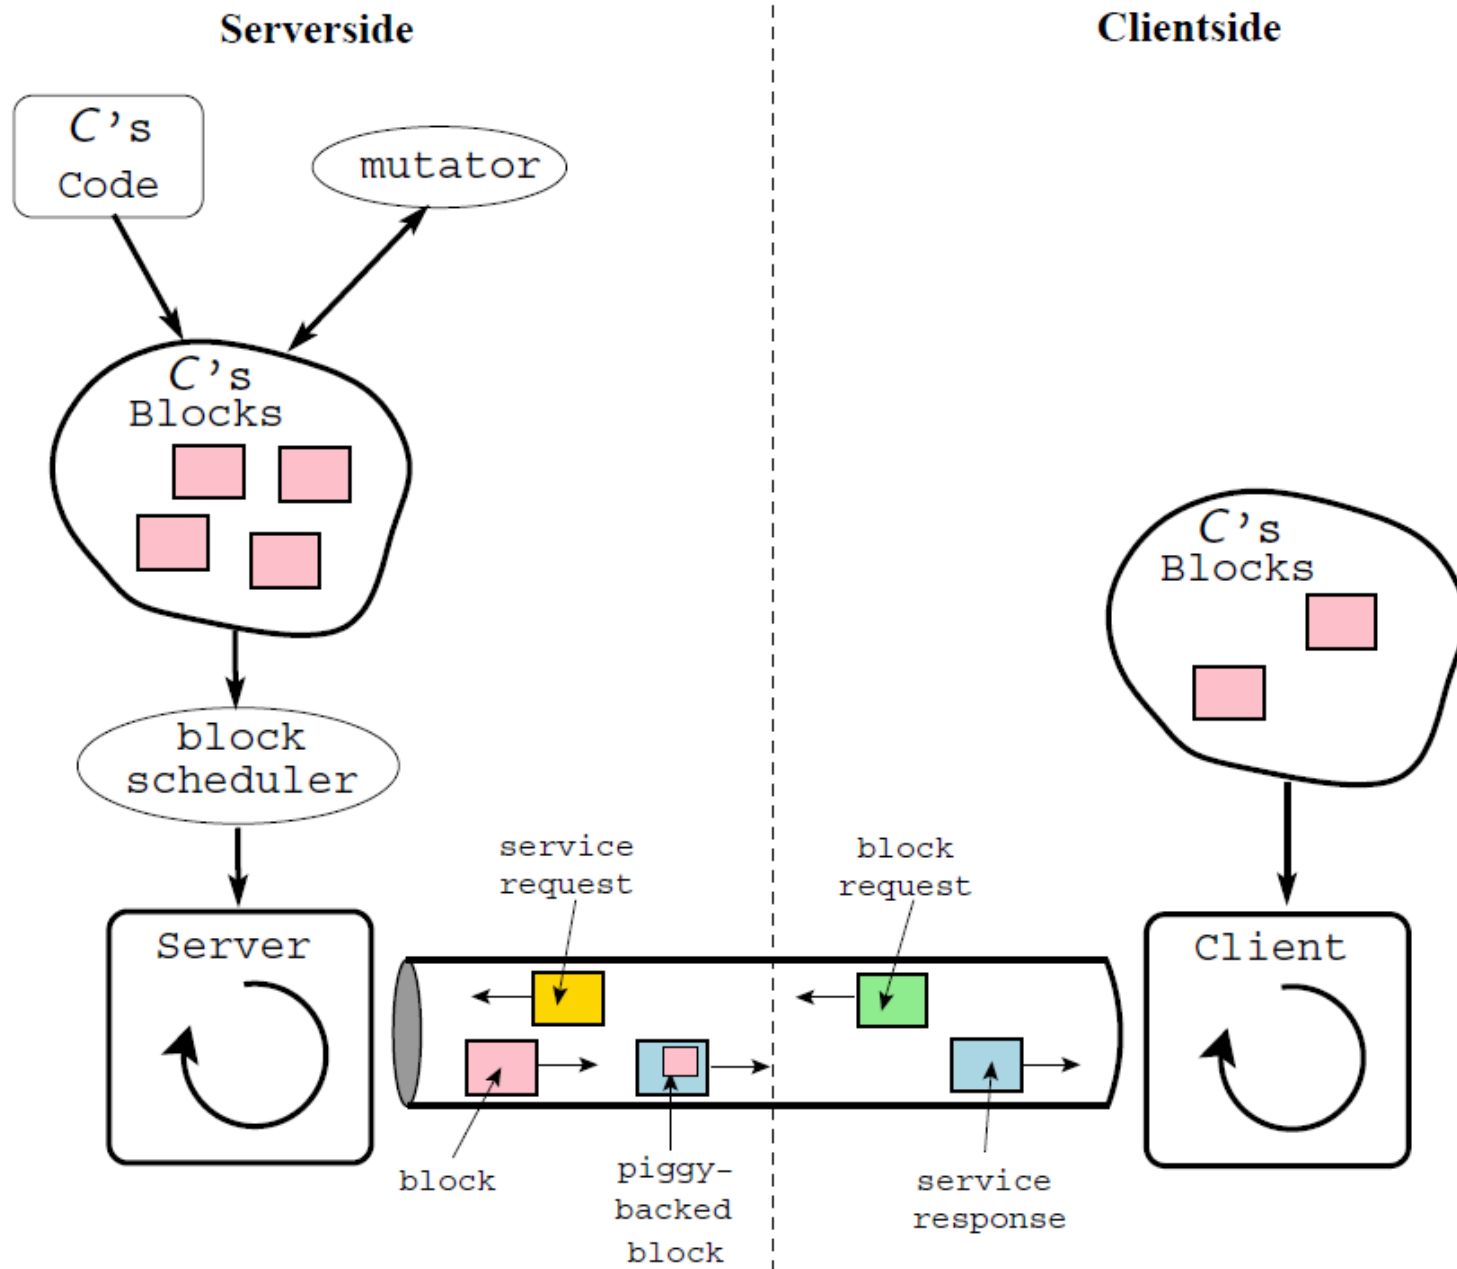 Serverside
Clientside
C's
Code
mutator
C's
Blocks
C's
Blocks
block
scheduler
service
request
block
request
Server
Client
block
piggy-
backed
block
service
response